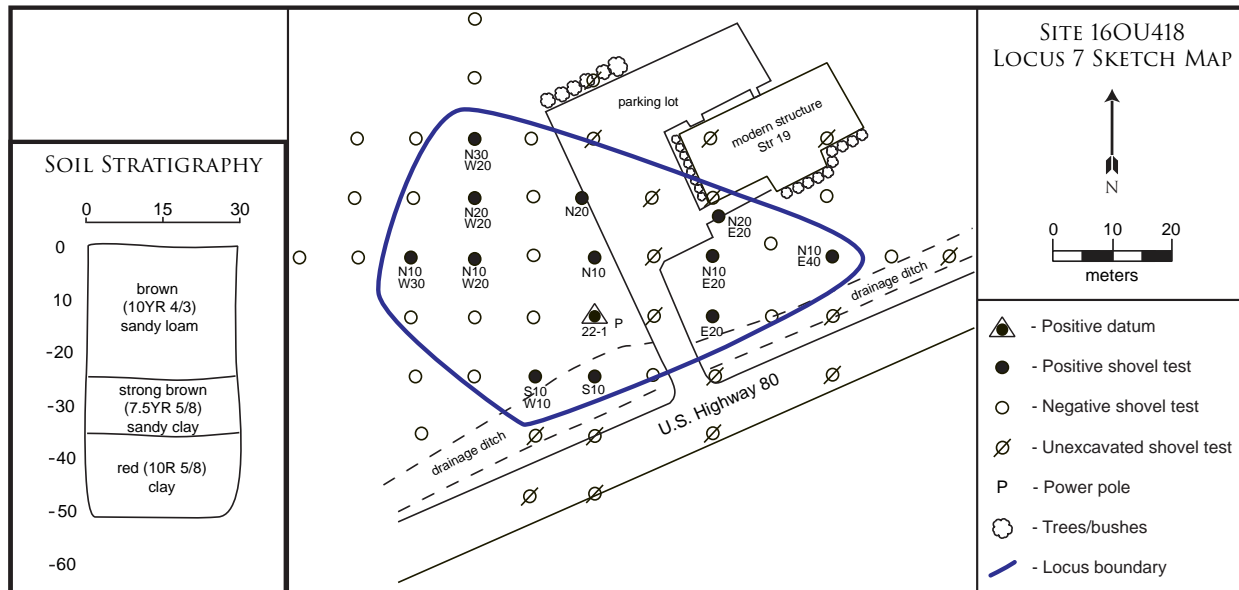 SOIL STRATIGRAPHY
0 15 30
0
-10
-20
-30
-40
-50
-60
brown
(10YR 4/3)
sandy loam
strong brown
(7.5YR 5/8)
sandy clay
red (10R 5/8)
clay
parking lot
modern structure
Str 19
N30
W20
N20
W20
N20
N20
E20
N10
W30
N10
W20
N10
N10
E20
N10
E40
22-1
P
E20
S10
W10
S10
drainage ditch
drainage ditch
U.S. Highway 80
SITE 16OU418
LOCUS 7 SKETCH MAP
N
0 10 20
meters
- Positive datum
- Positive shovel test
- Negative shovel test
- Unexcavated shovel test
P - Power pole
- Trees/bushes
- Locus boundary